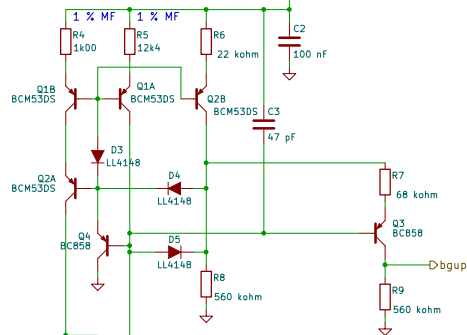 1 % MF
1 % MF
R4
1k00
R5
12k4
R6
22 kohm
C2
100 nF
Q1B
BCM53DS
Q1A
BCM53DS
Q2B
BCM53DS
C3
47 pF
D3
LL4148
Q2A
BCM53DS
D4
LL4148
R7
68 kohm
Q4
BC858
D5
LL4148
Q3
BC858
bgup
R8
560 kohm
R9
560 kohm